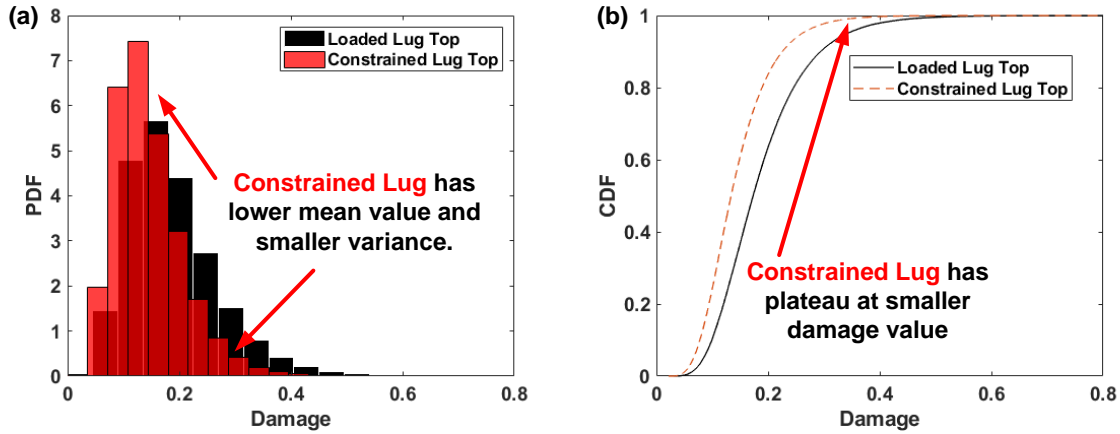 (a)
8
7
6
5
4
3
2
1
0
PDF
Loaded Lug Top
Constrained Lug Top
Constrained Lug has
lower mean value and
smaller variance.
0 0.2 0.4 0.6 0.8
Damage
(b)
1
0.8
0.6
0.4
0.2
0
CDF
Loaded Lug Top
Constrained Lug Top
Constrained Lug has
plateau at smaller
damage value
0 0.2 0.4 0.6 0.8
Damage